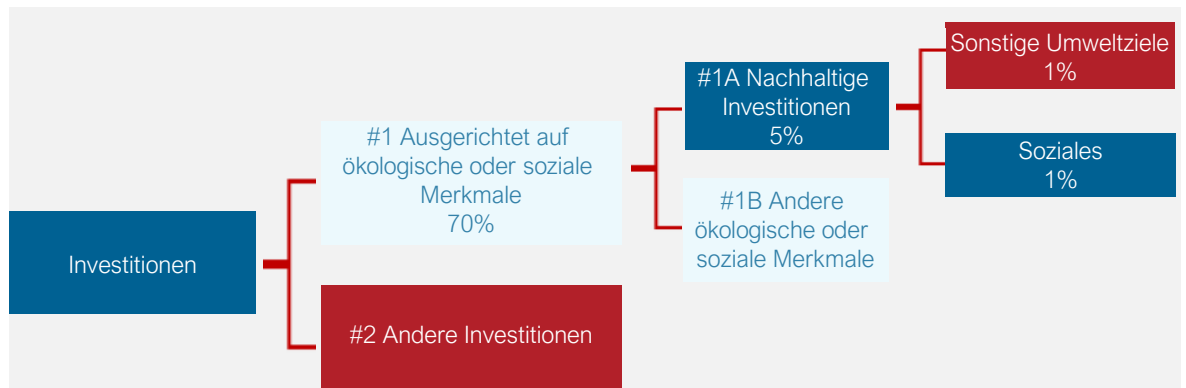 Investitionen
#1 Ausgerichtet auf
ökologische oder soziale
Merkmale
70%
#2 Andere Investitionen
#1A Nachhaltige
Investitionen
5%
#1B Andere
ökologische oder
soziale Merkmale
Sonstige Umweltziele
1%
Soziales
1%